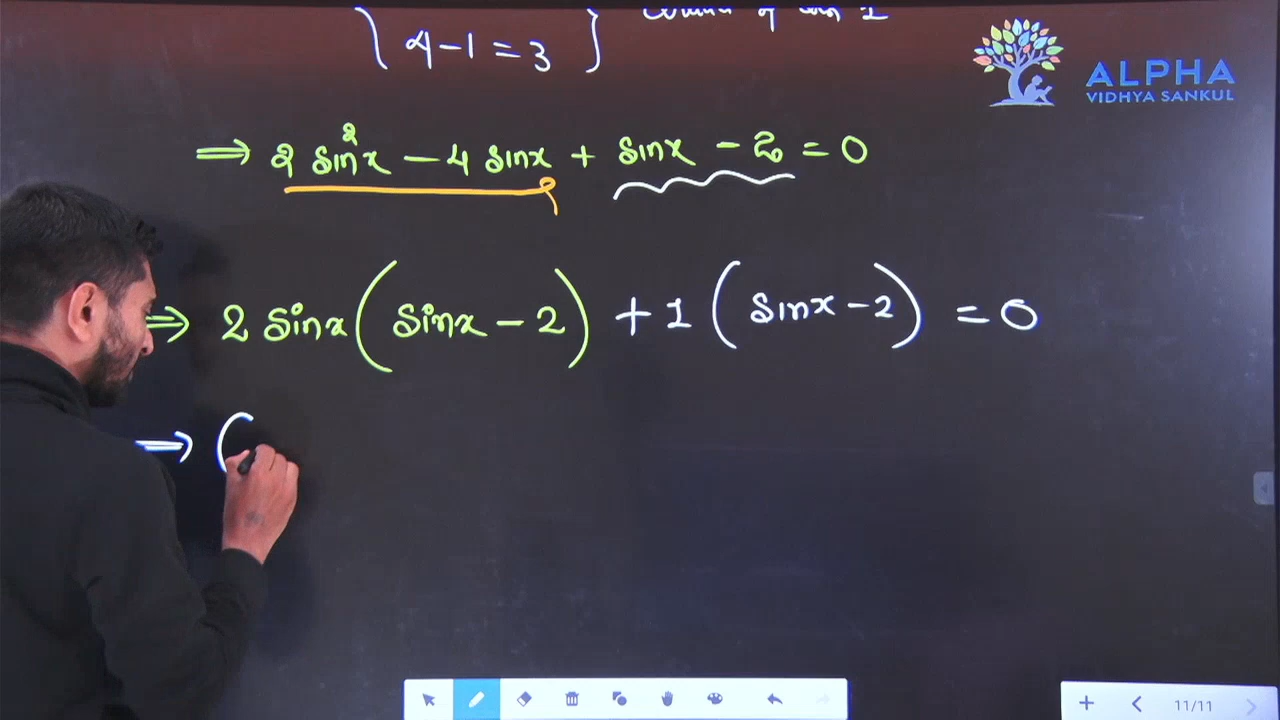 4-1=3
ALPHA
VIDHYA SANKUL
⇒ 2 sin²x - 4 sinx + sinx - 2 = 0
⇒ 2 sinx ( sinx - 2 ) + 1 ( sinx - 2 ) = 0
⇒ (
11/11